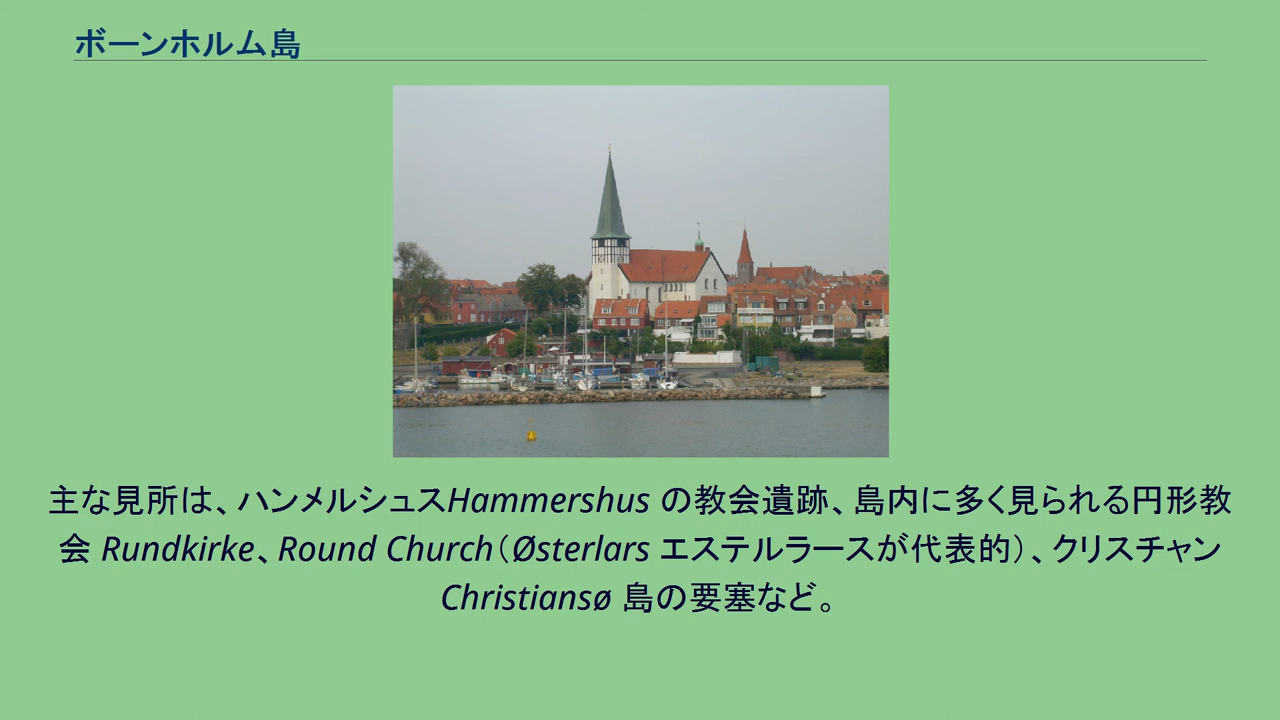 ボーンホルム島
主な見所は、ハンメルシュスHammershus の教会遺跡、島内に多く見られる円形教
会 Rundkirke、Round Church（Østerlars エステルラースが代表的）、クリスチャン
Christiansø 島の要塞など。